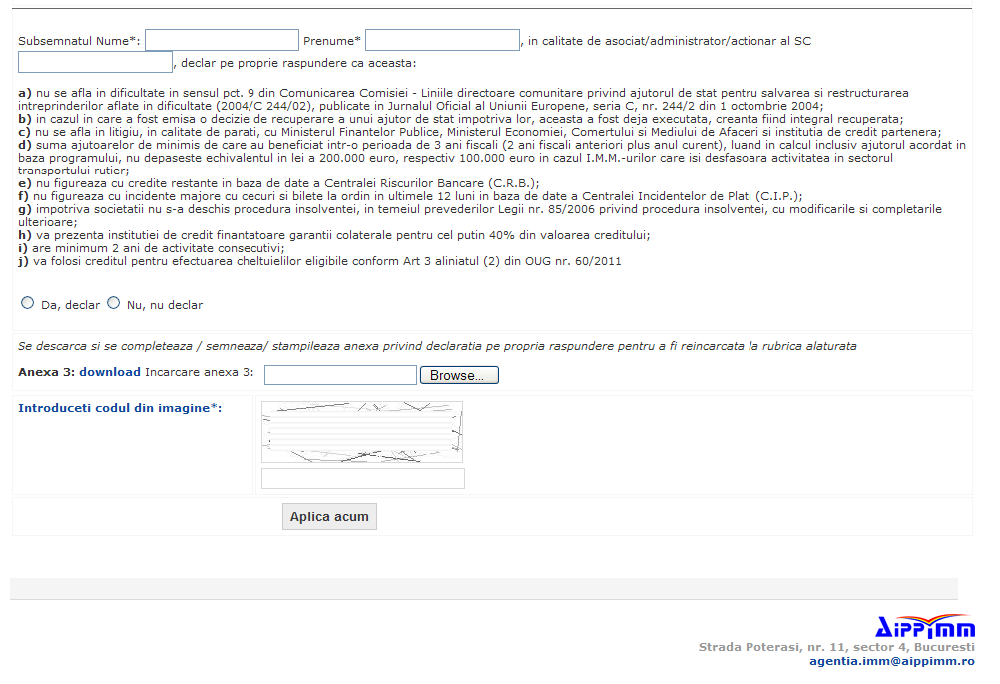 Subsemnatul Nume*: Prenume* , in calitate de asociat/administrator/actionar al SC
, declar pe proprie raspundere ca aceasta:
a) nu se afla in dificultate in sensul pct. 9 din Comunicarea Comisiei - Liniile directoare comunitare privind ajutorul de stat pentru salvarea si restructurarea
intreprinderilor aflate in dificultate (2004/C 244/02), publicate in Jurnalul Oficial al Uniunii Europene, seria C, nr. 244/2 din 1 octombrie 2004;
b) in cazul in care a fost emisa o decizie de recuperare a unui ajutor de stat impotriva lor, aceasta a fost deja executata, creanta fiind integral recuperata;
c) nu se afla in litigiu, in calitate de parati, cu Ministerul Finantelor Publice, Ministerul Economiei, Comertului si Mediului de Afaceri si institutia de credit partenera;
d) suma ajutoarelor de minimis de care au beneficiat intr-o perioada de 3 ani fiscali (2 ani fiscali anteriori plus anul curent), luand in calcul inclusiv ajutorul acordat in
baza programului, nu depaseste echivalentul in lei a 200.000 euro, respectiv 100.000 euro in cazul I.M.M.-urilor care isi desfasoara activitatea in sectorul
transportului rutier;
e) nu figureaza cu credite restante in baza de date a Centralei Riscurilor Bancare (C.R.B.);
f) nu figureaza cu incidente majore cu cecuri si bilete la ordin in ultimele 12 luni in baza de date a Centralei Incidentelor de Plati (C.I.P.);
g) impotriva societatii nu s-a deschis procedura insolventei, in temeiul prevederilor Legii nr. 85/2006 privind procedura insolventei, cu modificarile si completarile
ulterioare;
h) va prezenta institutiei de credit finantatoare garantii colaterale pentru cel putin 40% din valoarea creditului;
i) are minimum 2 ani de activitate consecutivi;
j) va folosi creditul pentru efectuarea cheltuielilor eligibile conform Art 3 aliniatul (2) din OUG nr. 60/2011
Da, declar Nu, nu declar
Se descarca si se completeaza / semneaza/ stampileaza anexa privind declaratia pe propria raspundere pentru a fi reincarcata la rubrica alaturata
Anexa 3: download Incarcare anexa 3: Browse...
Introduceti codul din imagine*:
Aplica acum
AIPPIMM
Strada Poterasi, nr. 11, sector 4, Bucuresti
agentia.imm@aippimm.ro